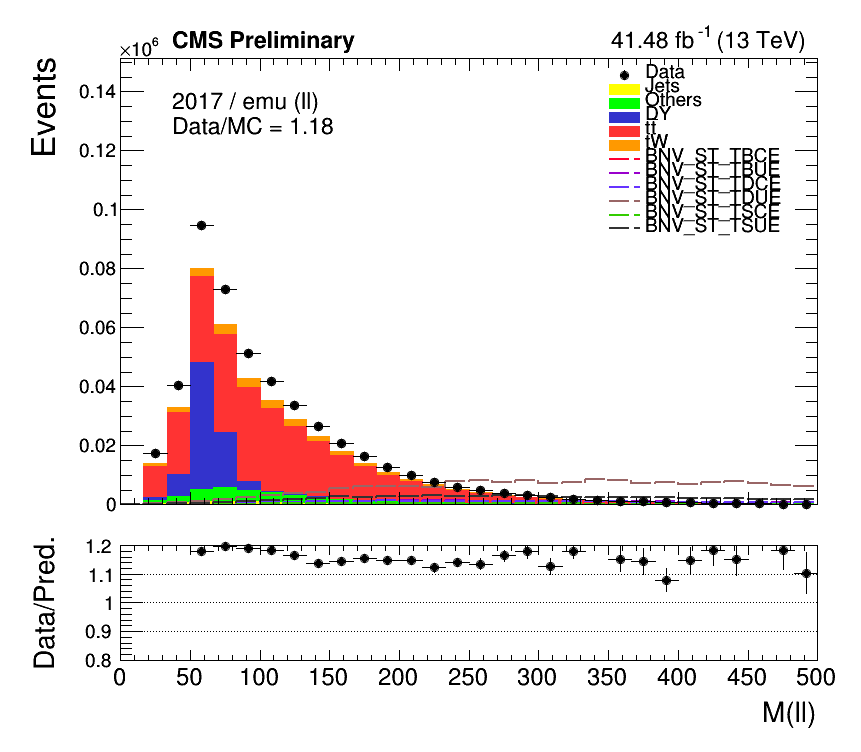 ×10⁶ CMS Preliminary 41.48 fb⁻¹ (13 TeV)
Events
2017 / emu (ll)
Data/MC = 1.18
Data
Jets
Others
DY
tt
tW
BNV_ST_TBCE
BNV_ST_TBUE
BNV_ST_TDCE
BNV_ST_TDUE
BNV_ST_TSCE
BNV_ST_TSUE
0.14
0.12
0.1
0.08
0.06
0.04
0.02
0
Data/Pred.
1.2
1.1
1
0.9
0.8
0 50 100 150 200 250 300 350 400 450 500
M(ll)